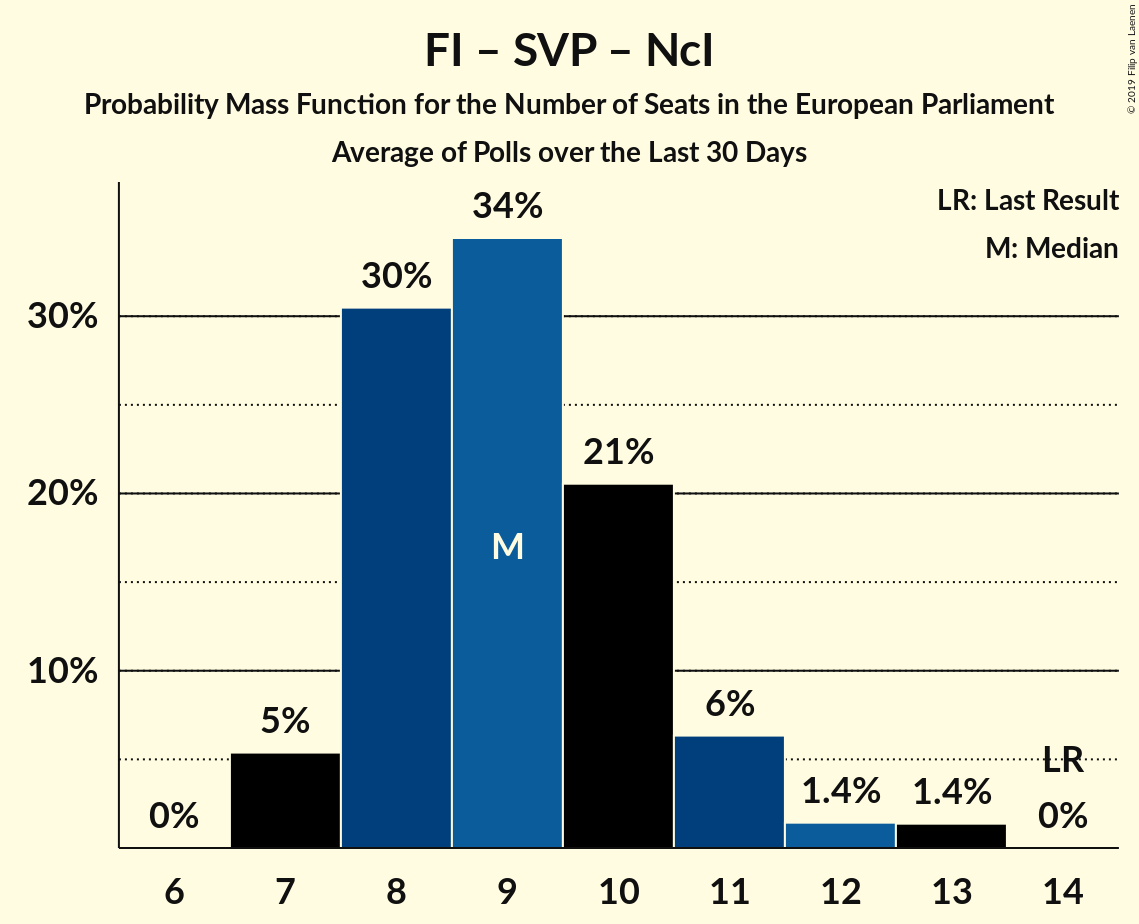 FI – SVP – NcI
Probability Mass Function for the Number of Seats in the European Parliament
Average of Polls over the Last 30 Days
© 2019 Filip van Laenen
LR: Last Result
M: Median
34%
30%
30%
21%
20%
M
10%
6%
5%
LR
1.4%
1.4%
0%
0%
6 7 8 9 10 11 12 13 14